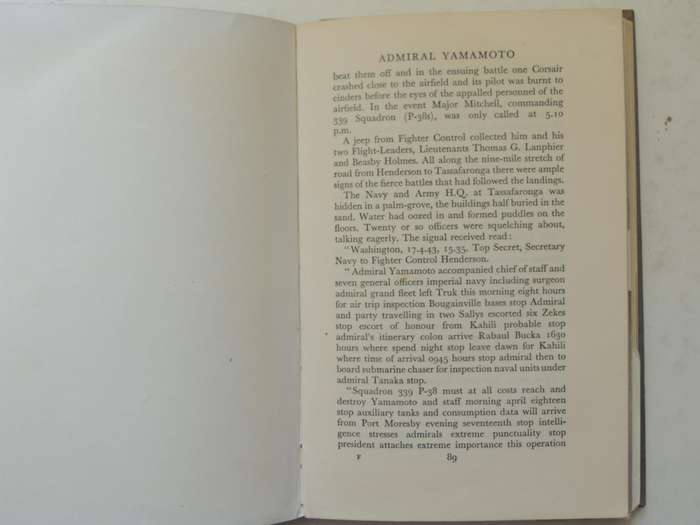 ADMIRAL YAMAMOTO
beat them off and in the ensuing battle one Corsair
crashed close to the airfield and its pilot was burnt to
cinders before the eyes of the appalled personnel of the
airfield. In the event Major Mitchell, commanding
339 Squadron (P-38s), was only called at 5.10
p.m.
A jeep from Fighter Control collected him and his
two Flight-Leaders, Lieutenants Thomas G. Lanphier
and Beasby Holmes. All along the nine-mile stretch of
road from Henderson to Tassafaronga there were ample
signs of the fierce battles that had followed the landings.
The Navy and Army H.Q. at Tassafaronga was
hidden in a palm-grove, the buildings half buried in the
sand. Water had oozed in and formed puddles on the
floors. Twenty or so officers were squelching about,
talking eagerly. The signal received read:
"Washington, 17.4.43, 15.35. Top Secret, Secretary
Navy to Fighter Control Henderson.
"Admiral Yamamoto accompanied chief of staff and
seven general officers imperial navy including surgeon
admiral grand fleet left Truk this morning eight hours
for air trip inspection Bougainville bases stop Admiral
and party travelling in two Sallys escorted six Zekes
stop escort of honour from Kahili probable stop
admiral's itinerary colon arrive Rabaul Bucka 1630
hours where spend night stop leave dawn for Kahili
where time of arrival 0945 hours stop admiral then to
board submarine chaser for inspection naval units under
admiral Tanaka stop.
"Squadron 339 P-38 must at all costs reach and
destroy Yamamoto and staff morning april eighteen
stop auxiliary tanks and consumption data will arrive
from Port Moresby evening seventeenth stop intelli-
gence stresses admirals extreme punctuality stop
president attaches extreme importance this operation
F 89